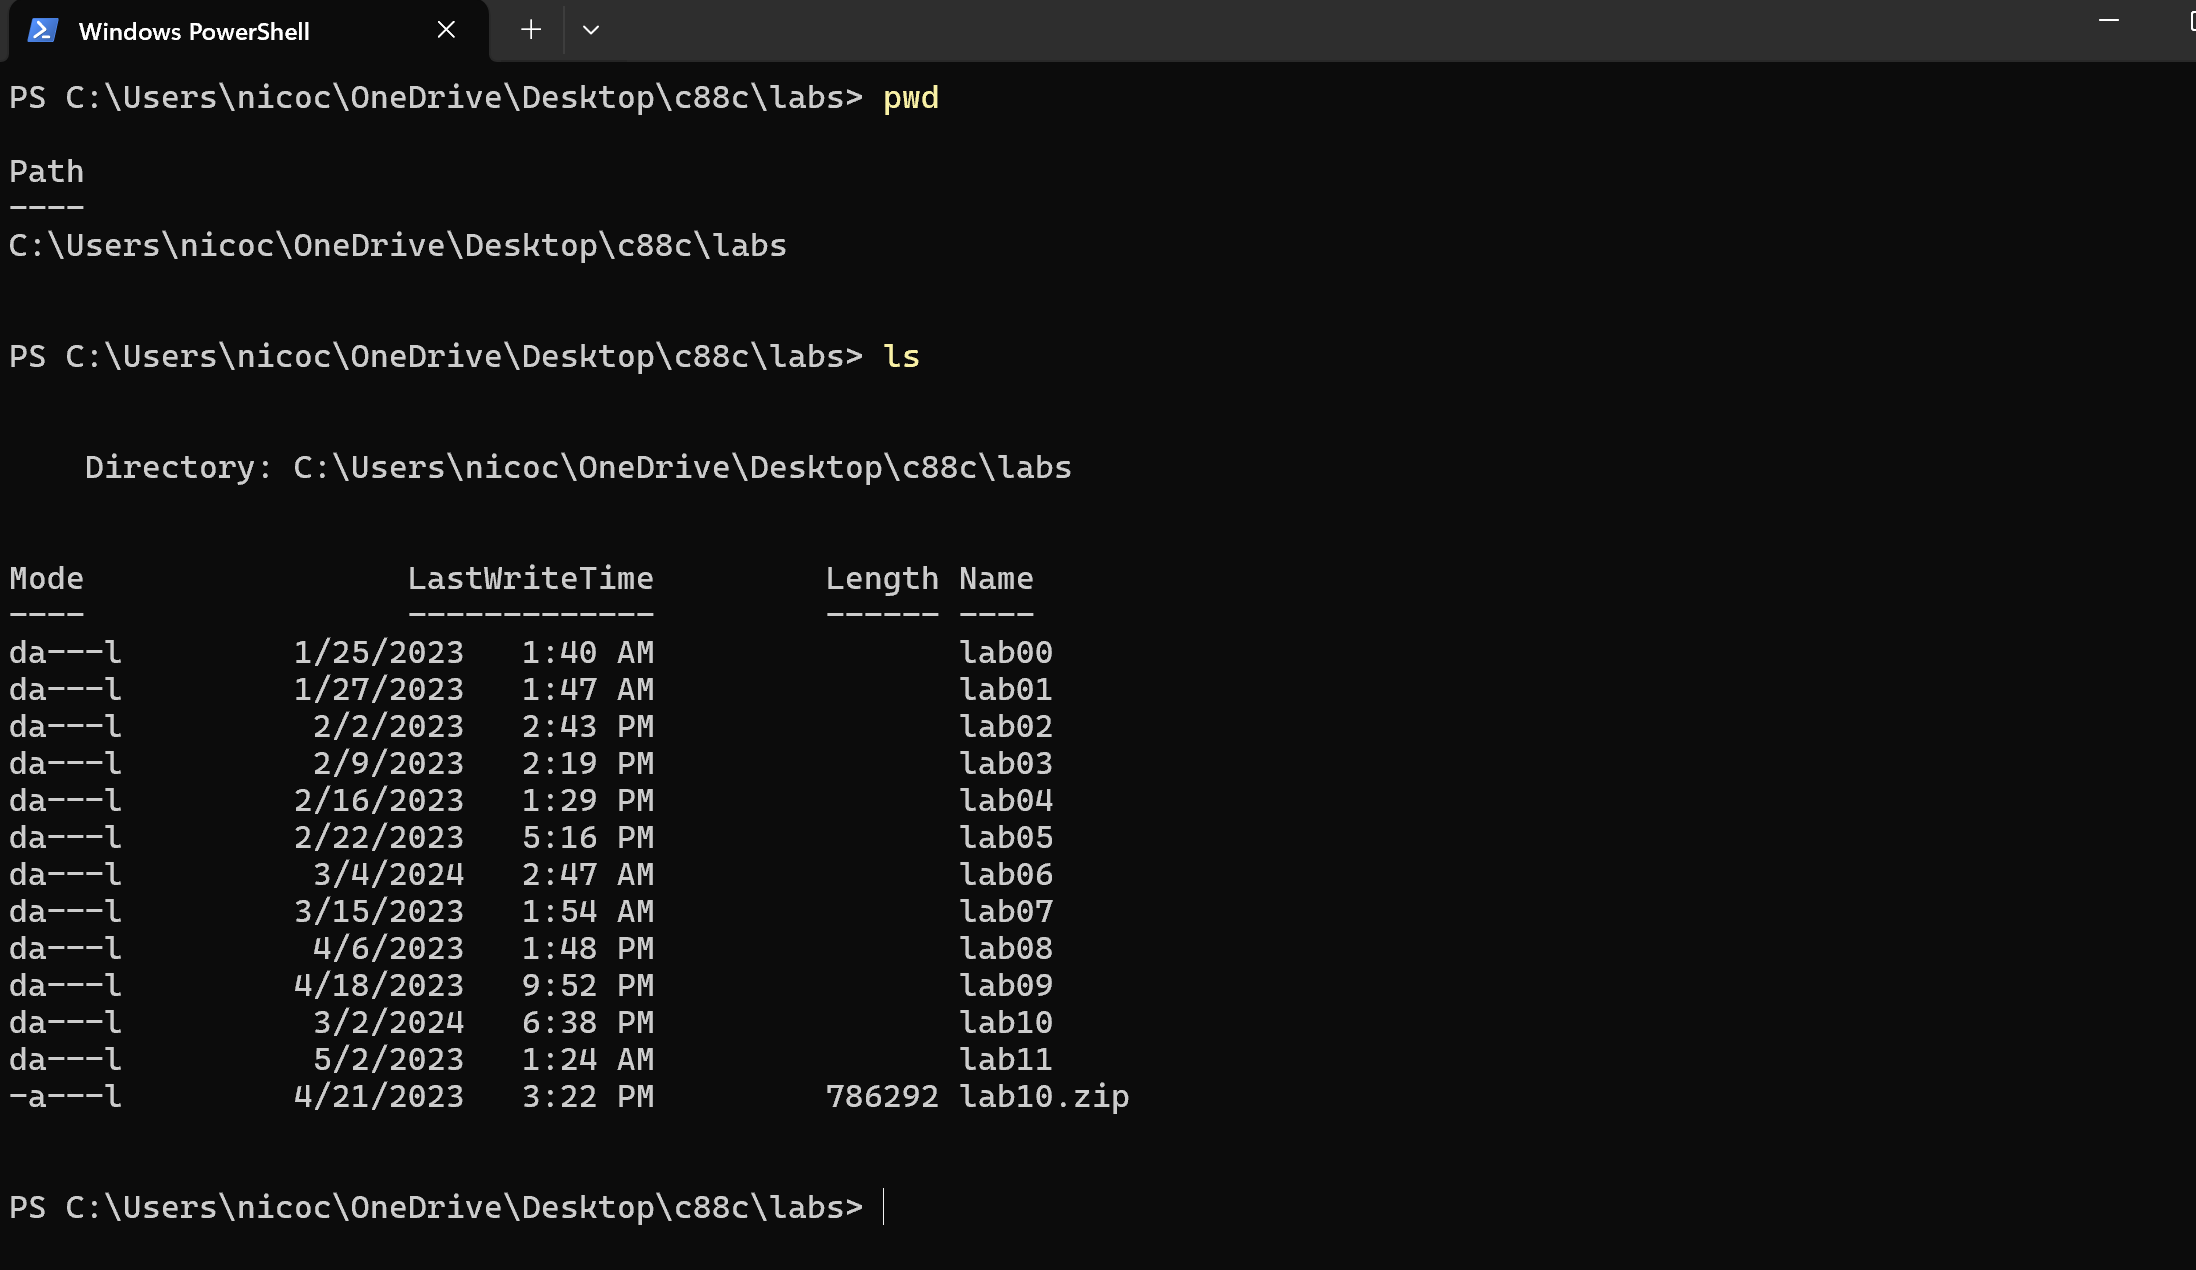 Windows PowerShell
PS C:\Users\nicoc\OneDrive\Desktop\c88c\labs> pwd
Path
----
C:\Users\nicoc\OneDrive\Desktop\c88c\labs
PS C:\Users\nicoc\OneDrive\Desktop\c88c\labs> ls
Directory: C:\Users\nicoc\OneDrive\Desktop\c88c\labs
Mode LastWriteTime Length Name
---- ------------- ------ ----
da---l 1/25/2023 1:40 AM lab00
da---l 1/27/2023 1:47 AM lab01
da---l 2/2/2023 2:43 PM lab02
da---l 2/9/2023 2:19 PM lab03
da---l 2/16/2023 1:29 PM lab04
da---l 2/22/2023 5:16 PM lab05
da---l 3/4/2024 2:47 AM lab06
da---l 3/15/2023 1:54 AM lab07
da---l 4/6/2023 1:48 PM lab08
da---l 4/18/2023 9:52 PM lab09
da---l 3/2/2024 6:38 PM lab10
da---l 5/2/2023 1:24 AM lab11
-a---l 4/21/2023 3:22 PM 786292 lab10.zip
PS C:\Users\nicoc\OneDrive\Desktop\c88c\labs>